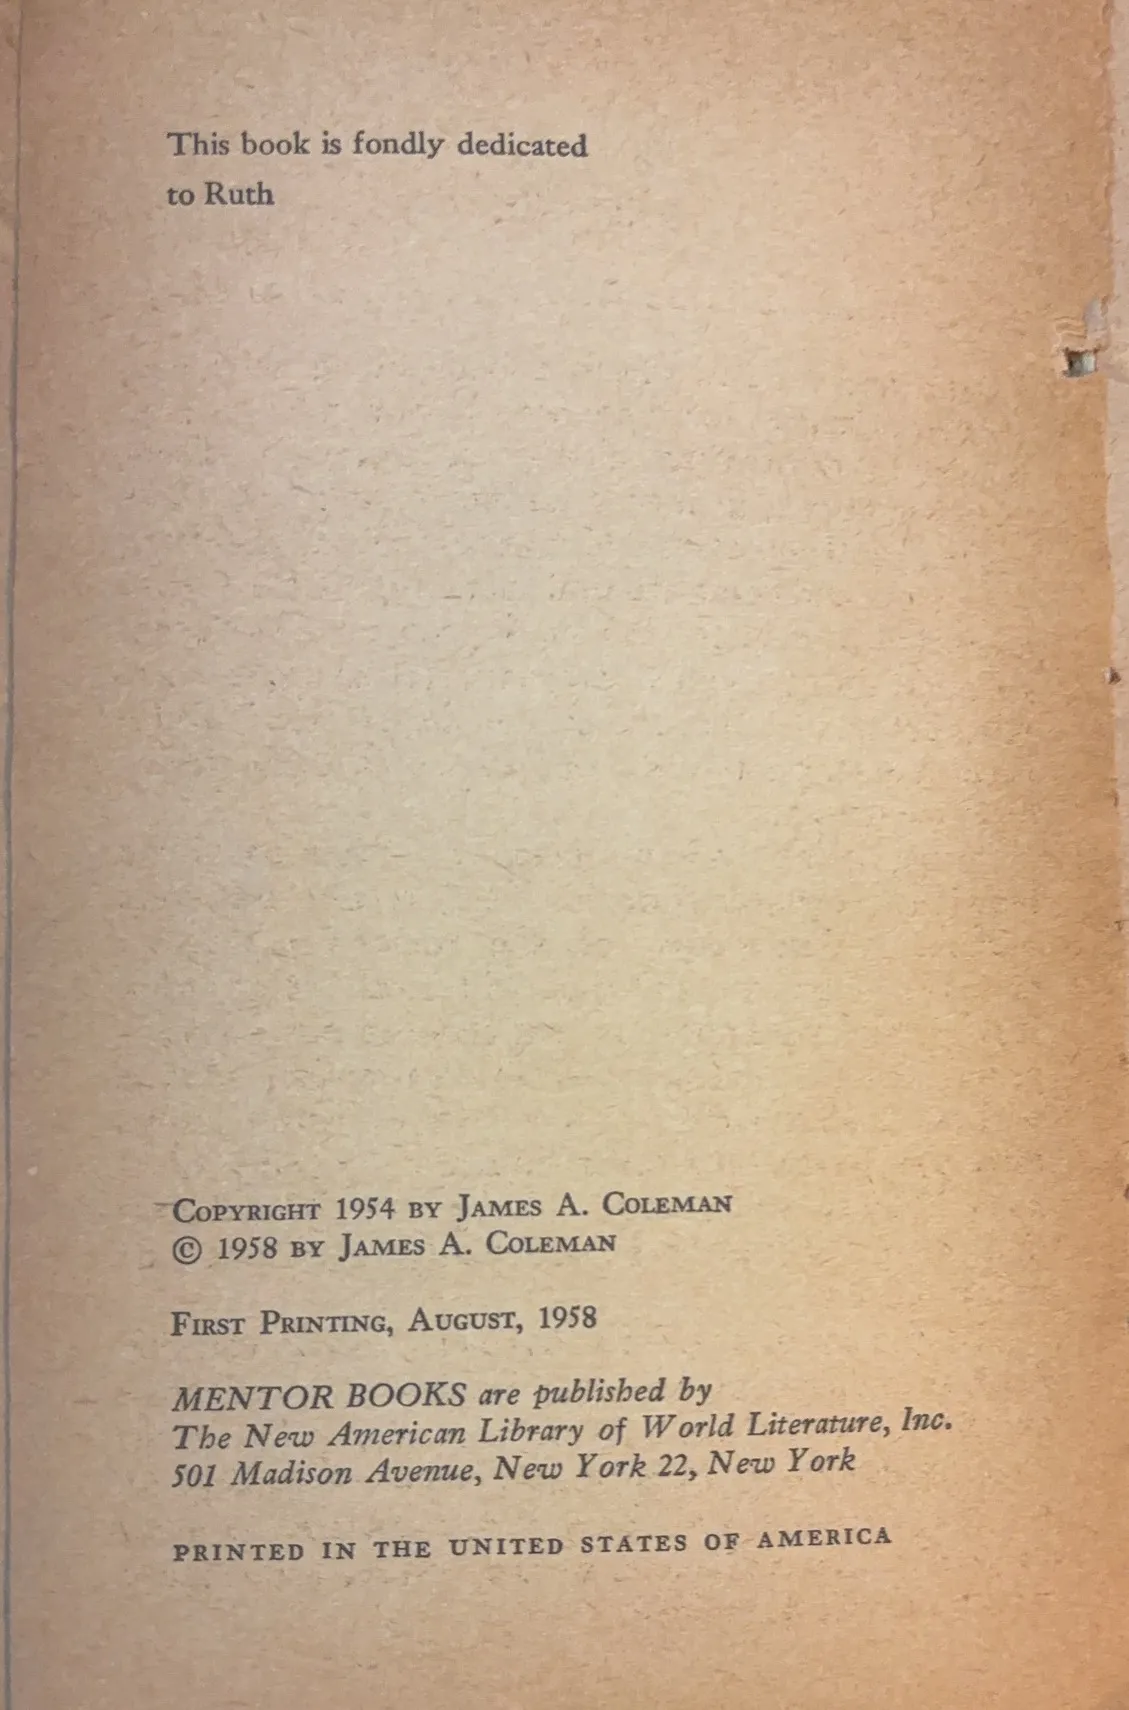 This book is fondly dedicated
to Ruth
COPYRIGHT 1954 BY JAMES A. COLEMAN
© 1958 BY JAMES A. COLEMAN
FIRST PRINTING, AUGUST, 1958
MENTOR BOOKS are published by
The New American Library of World Literature, Inc.
501 Madison Avenue, New York 22, New York
PRINTED IN THE UNITED STATES OF AMERICA